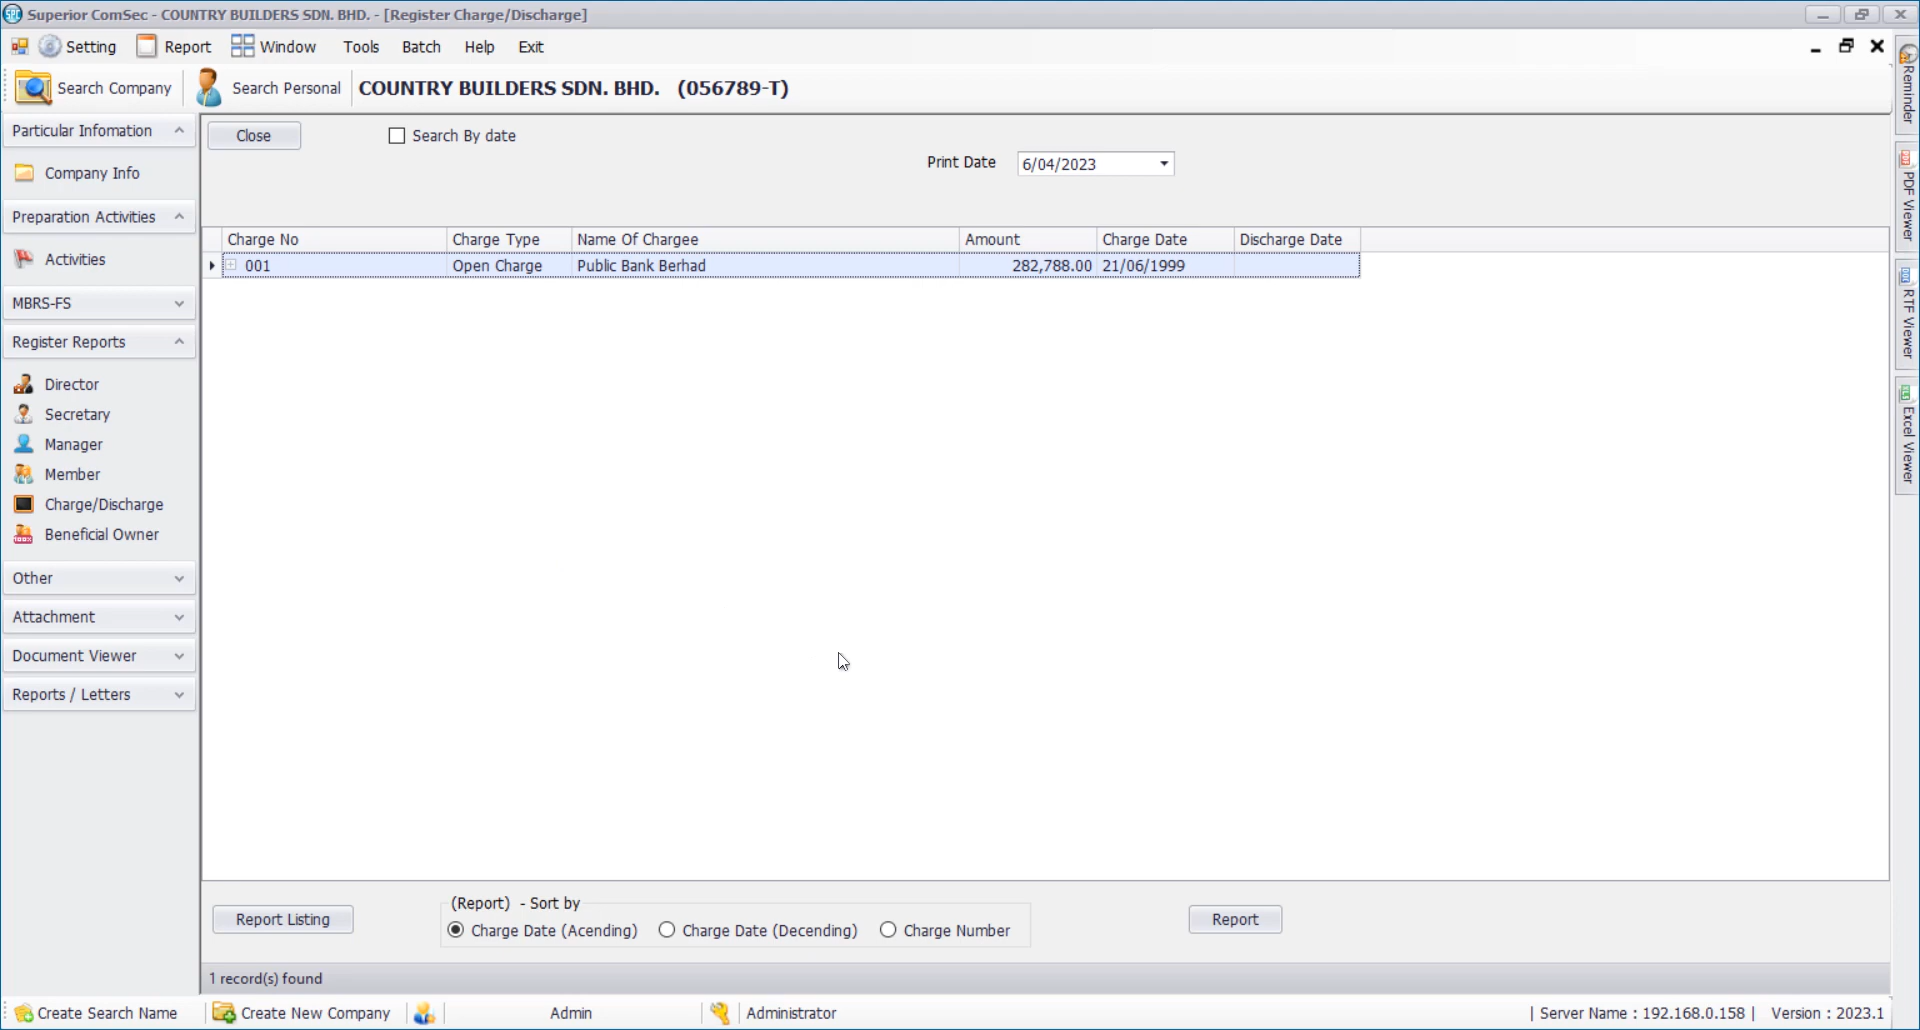 Superior ComSec - COUNTRY BUILDERS SDN. BHD. - [Register Charge/Discharge]
Setting Report Window Tools Batch Help Exit
Search Company Search Personal COUNTRY BUILDERS SDN. BHD. (056789-T)
Particular Infomation
Company Info
Preparation Activities
Activities
MBRS-FS
Register Reports
Director
Secretary
Manager
Member
Charge/Discharge
Beneficial Owner
Other
Attachment
Document Viewer
Reports / Letters
Close Search By date
Print Date 6/04/2023
Charge No Charge Type Name Of Chargee Amount Charge Date Discharge Date
001 Open Charge Public Bank Berhad 282,788.00 21/06/1999
(Report) - Sort by
Report Listing Charge Date (Acending) Charge Date (Decending) Charge Number Report
1 record(s) found
Create Search Name Create New Company Admin Administrator | Server Name : 192.168.0.158 | Version : 2023.1
Reminder
PDF Viewer
RTF Viewer
Excel Viewer